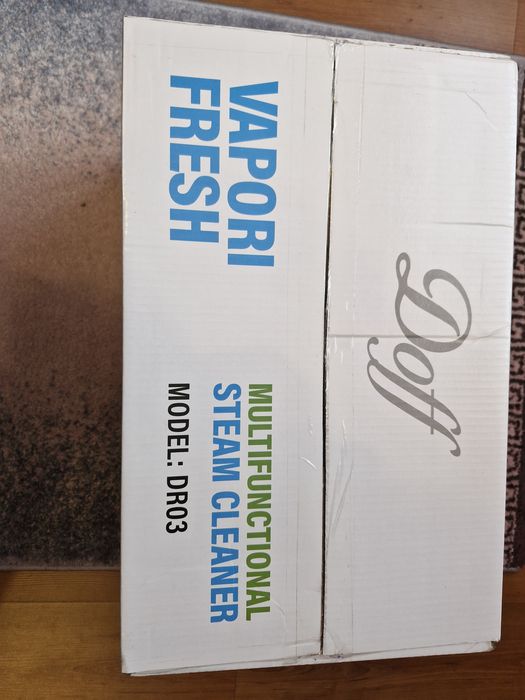 Doff
VAPORI
FRESH
MULTIFUNCTIONAL
STEAM CLEANER
MODEL: DR03